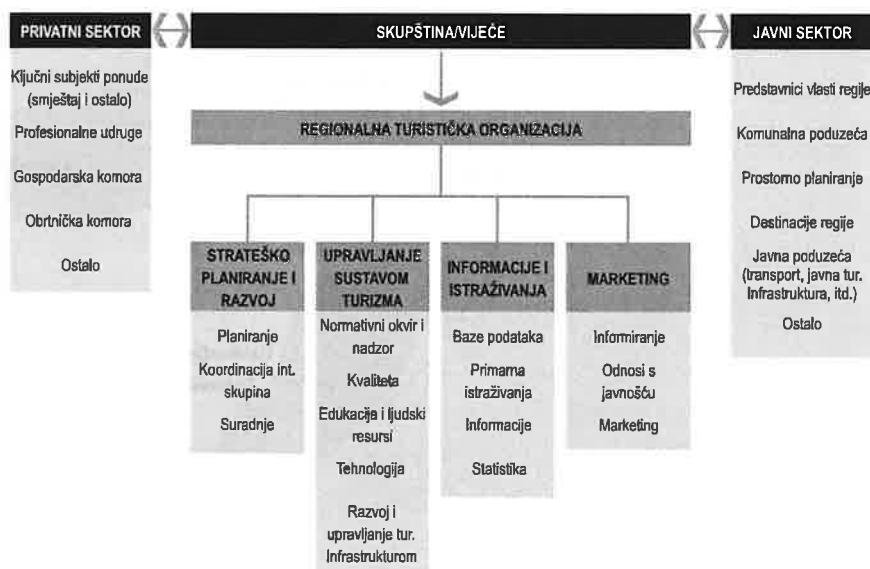 PRIVATNI SEKTOR
SKUPŠTINA/VIJEĆE
JAVNI SEKTOR
Ključni subjekti ponude
(smještaj i ostalo)
Profesionalne udruge
Gospodarska komora
Obrtnička komora
Ostalo
Predstavnici vlasti regije
Komunalna poduzeća
Prostorno planiranje
Destinacije regije
Javna poduzeća
(transport, javna tur.
Infrastruktura, itd.)
Ostalo
REGIONALNA TURISTIČKA ORGANIZACIJA
STRATEŠKO
PLANIRANJE I
RAZVOJ
Planiranje
Koordinacija int.
skupina
Suradnje
UPRAVLJANJE
SUSTAVOM
TURIZMA
Normativni okvir i
nadzor
Kvaliteta
Edukacija i ljudski
resursi
Tehnologija
Razvoj i
upravljanje tur.
Infrastrukturom
INFORMACIJE I
ISTRAŽIVANJA
Baze podataka
Primarna
istraživanja
Informacije
Statistika
MARKETING
Informiranje
Odnosi s
javnošću
Marketing